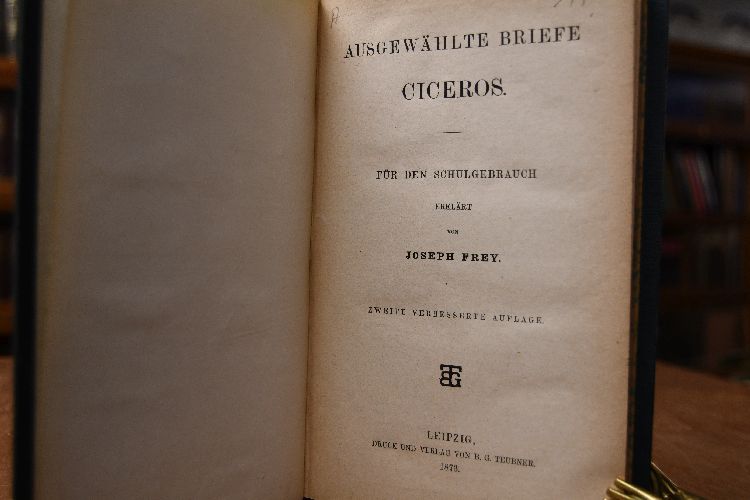 AUSGEWÄHLTE BRIEFE
CICEROS.
FÜR DEN SCHULGEBRAUCH
ERKLÄRT
VON
JOSEPH FREY.
ZWEITE VERBESSERTE AUFLAGE.
LEIPZIG,
DRUCK UND VERLAG VON B. G. TEUBNER.
1873.